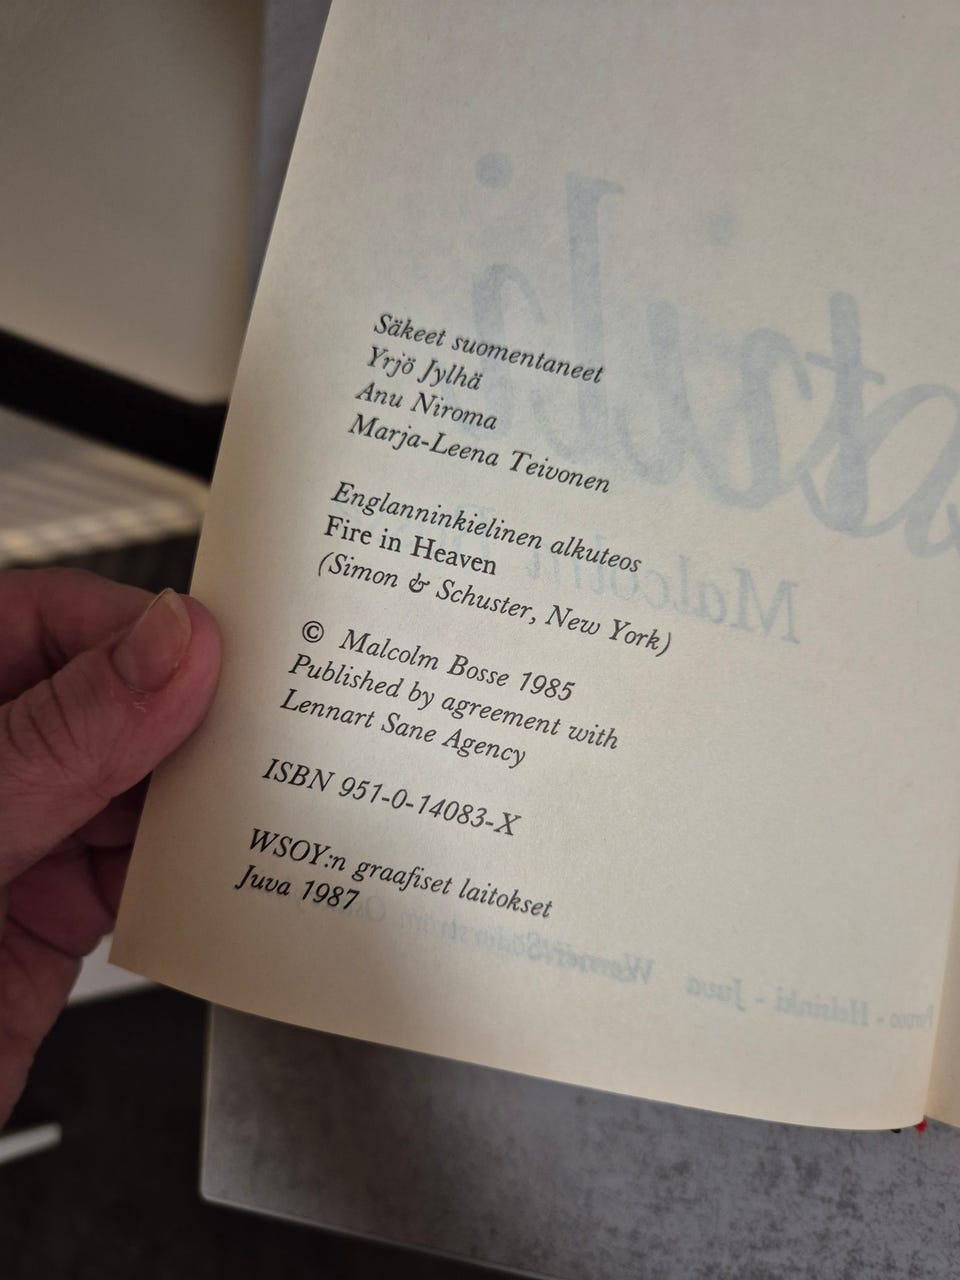 Säkeet suomentaneet
Yrjö Jylhä
Anu Niroma
Marja-Leena Teivonen
Englanninkielinen alkuteos
Fire in Heaven
(Simon & Schuster, New York)
© Malcolm Bosse 1985
Published by agreement with
Lennart Sane Agency
ISBN 951-0-14083-X
WSOY:n graafiset laitokset
Juva 1987